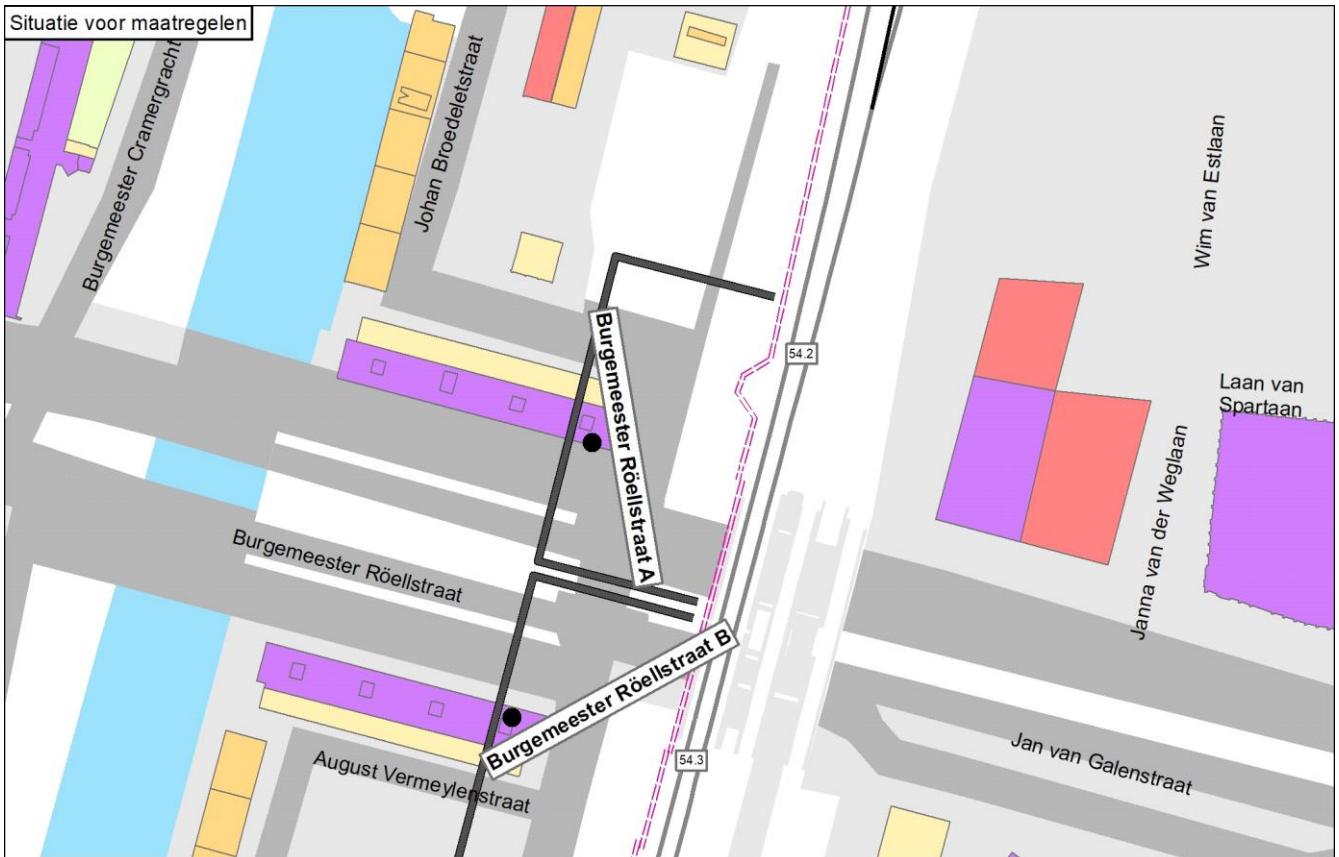 Situatie voor maatregelen
Burgemeester Cramergracht
Johan Broedeletstraat
Wim van Estlaan
54.2
Burgemeester Röellstraat A
Laan van
Spartaan
Janna van der Weglaan
Burgemeester Röellstraat
Burgemeester Röellstraat B
August Vermeylenstraat
54.3
Jan van Galenstraat